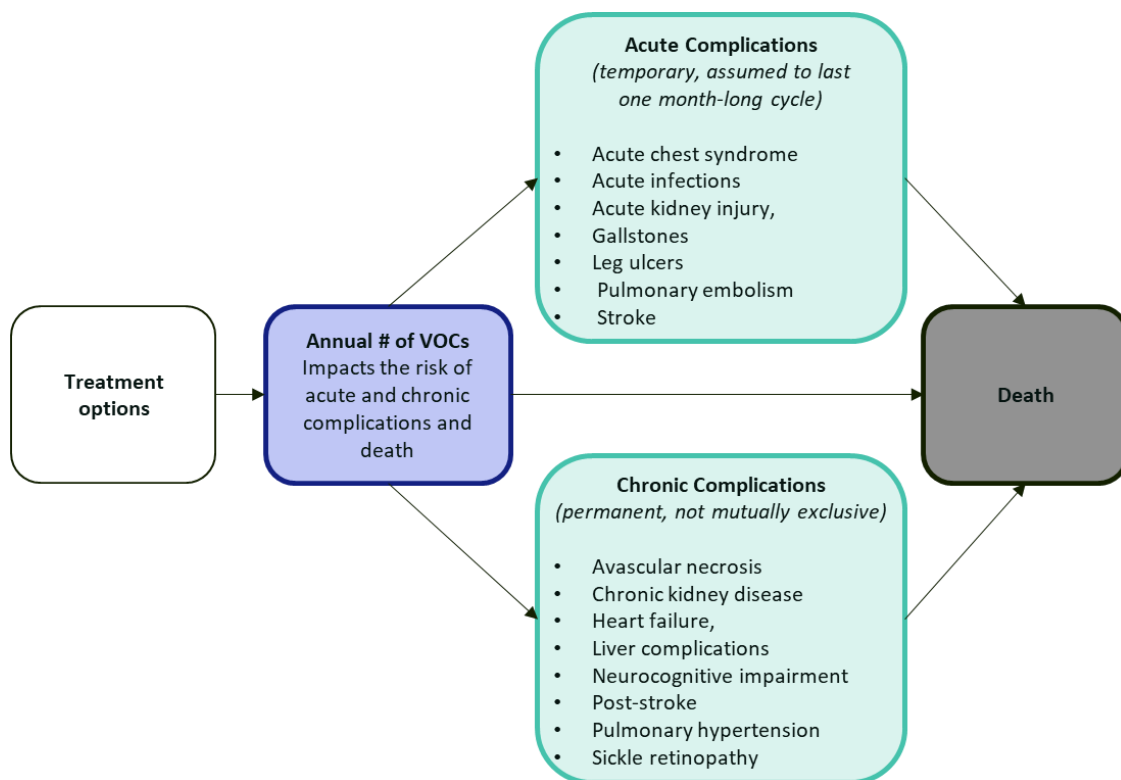 Acute Complications
(temporary, assumed to last
one month-long cycle)
• Acute chest syndrome
• Acute infections
• Acute kidney injury,
• Gallstones
• Leg ulcers
• Pulmonary embolism
• Stroke
Treatment
options
Annual # of VOCs
Impacts the risk of
acute and chronic
complications and
death
Death
Chronic Complications
(permanent, not mutually exclusive)
• Avascular necrosis
• Chronic kidney disease
• Heart failure,
• Liver complications
• Neurocognitive impairment
• Post-stroke
• Pulmonary hypertension
• Sickle retinopathy